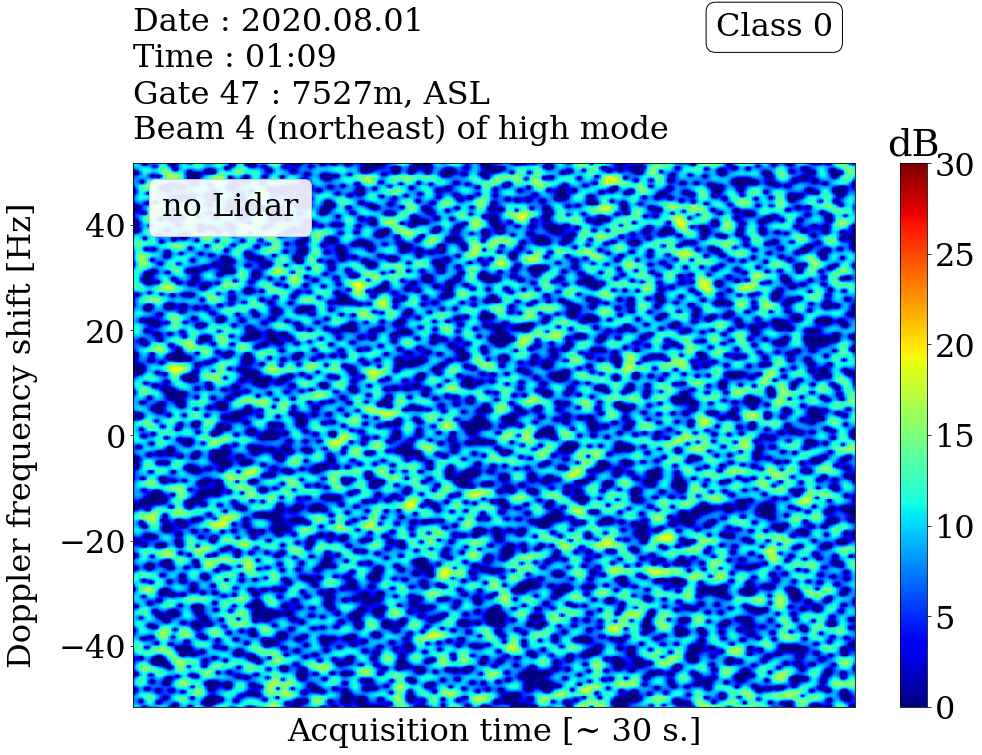 Date : 2020.08.01
Time : 01:09
Gate 47 : 7527m, ASL
Beam 4 (northeast) of high mode
Class 0
dB
no Lidar
Doppler frequency shift [Hz]
40
20
0
−20
−40
30
25
20
15
10
5
0
Acquisition time [~ 30 s.]